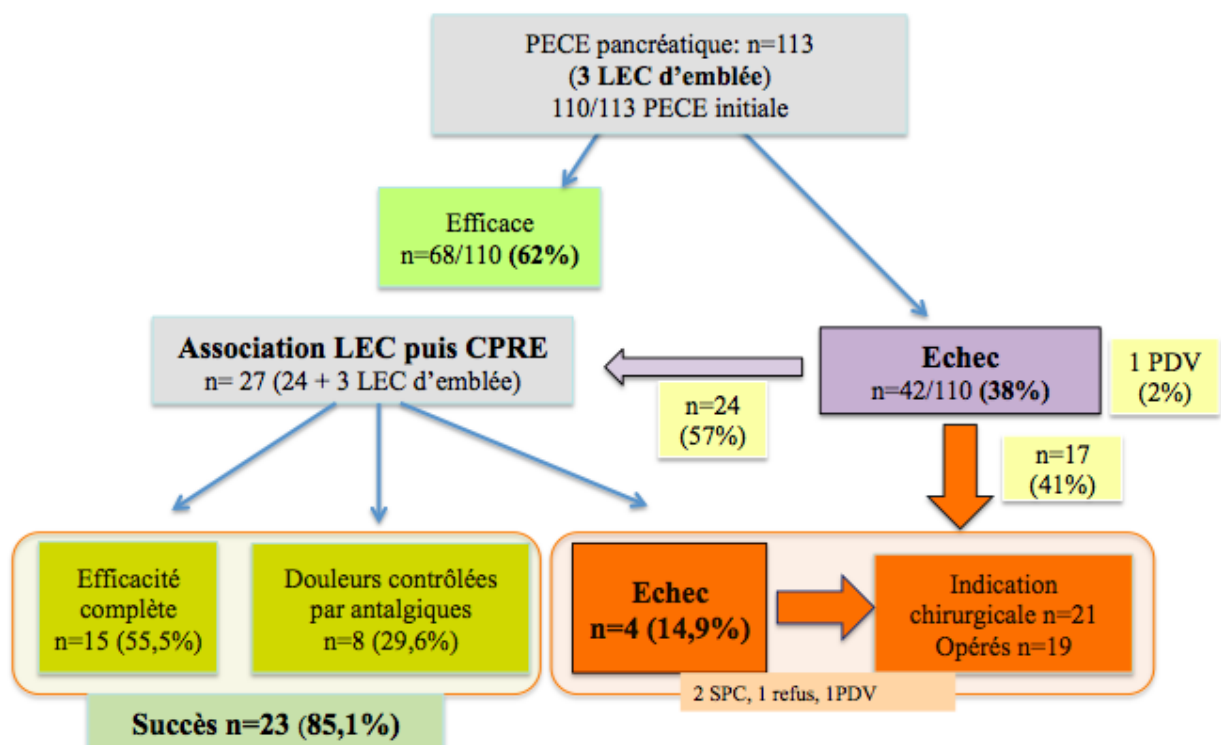 PECE pancréatique: n=113
(3 LEC d'emblée)
110/113 PECE initiale
Efficace
n=68/110 (62%)
Association LEC puis CPRE
n= 27 (24 + 3 LEC d'emblée)
Echec
n=42/110 (38%)
1 PDV
(2%)
n=24
(57%)
n=17
(41%)
Efficacité
complète
n=15 (55,5%)
Douleurs contrôlées
par antalgiques
n=8 (29,6%)
Echec
n=4 (14,9%)
Indication
chirurgicale n=21
Opérés n=19
2 SPC, 1 refus, 1PDV
Succès n=23 (85,1%)